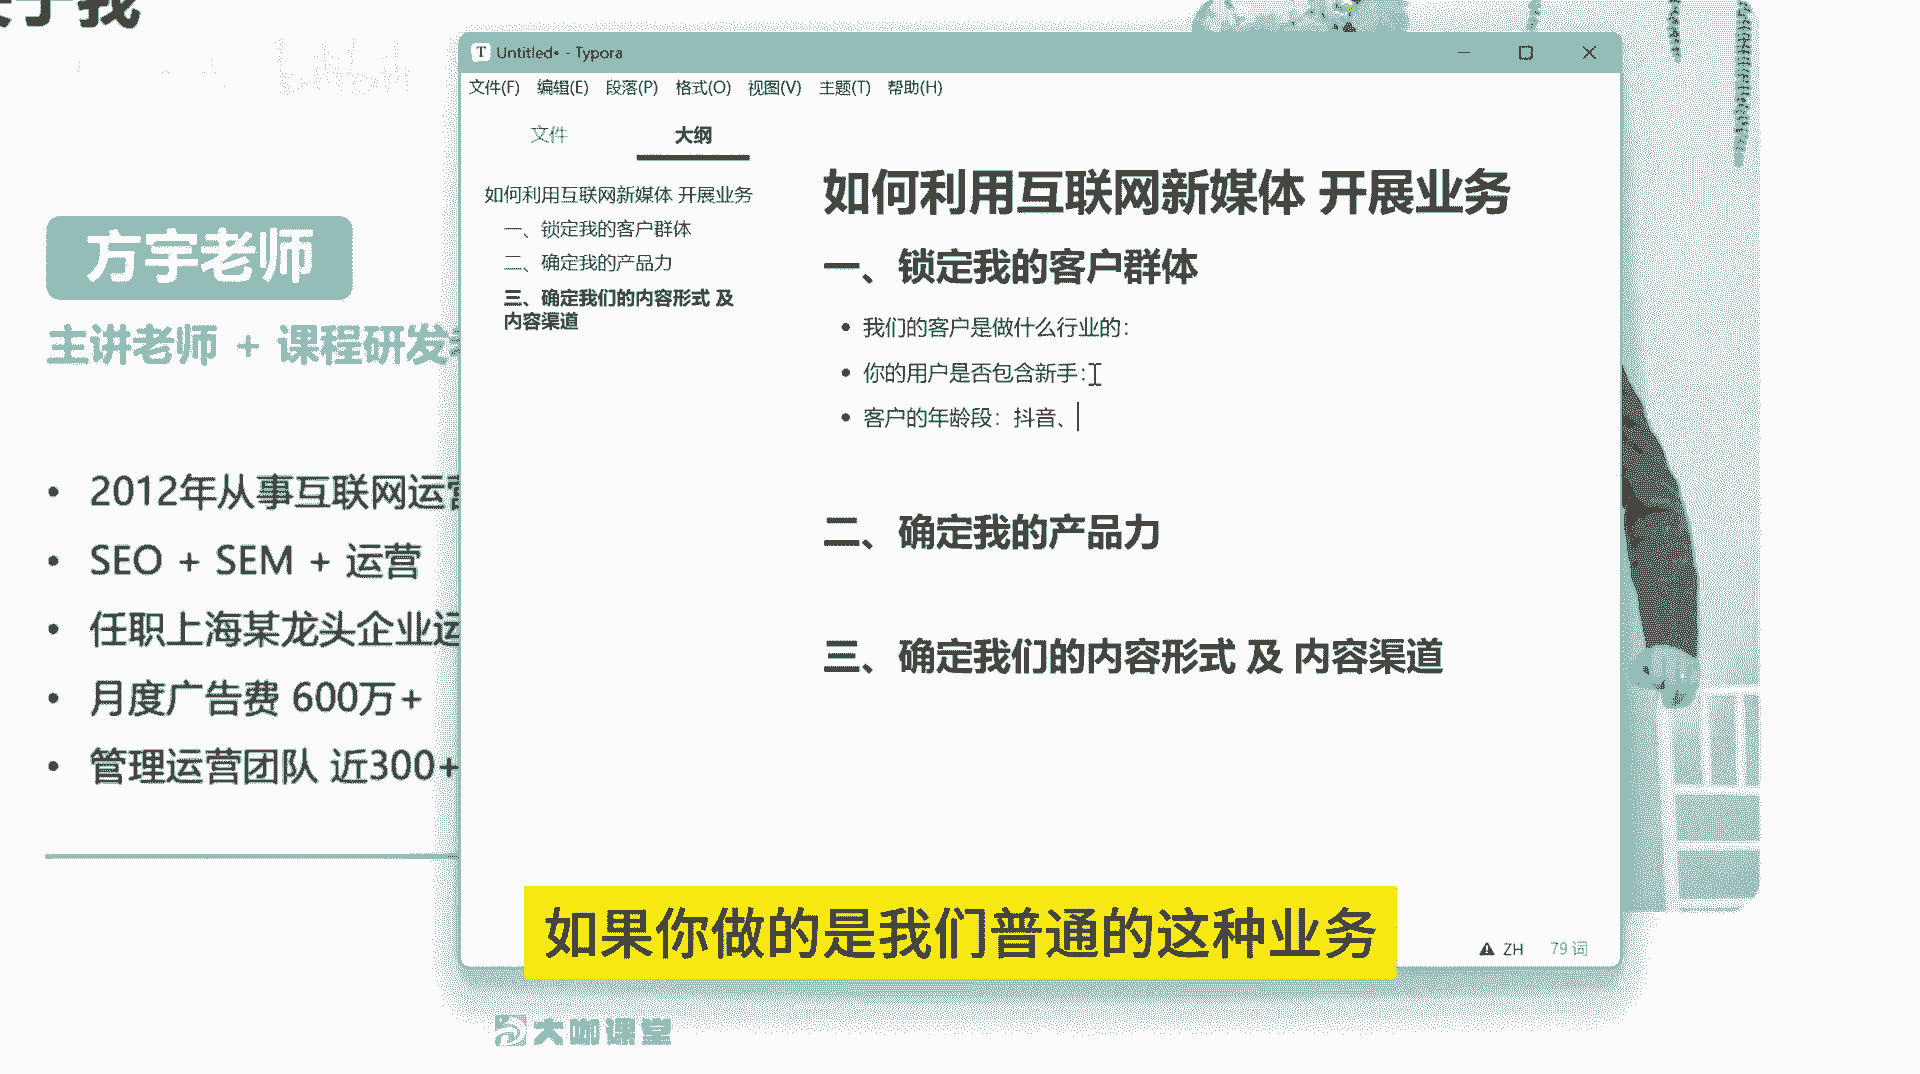 Untitled• - Typora
文件(F) 编辑(E) 段落(P) 格式(O) 视图(V) 主题(T) 帮助(H)
文件 大纲
如何利用互联网新媒体 开展业务
一、锁定我的客户群体
二、确定我的产品力
三、确定我们的内容形式 及
内容渠道
如何利用互联网新媒体 开展业务
一、锁定我的客户群体
我们的客户是做什么行业的：
你的用户是否包含新手：
客户的年龄段：抖音、
二、确定我的产品力
三、确定我们的内容形式 及 内容渠道
ZH 79 词
方宇老师
主讲老师 + 课程研发
• 2012年从事互联网运营
• SEO + SEM + 运营
• 任职上海某龙头企业运
• 月度广告费 600万+
• 管理运营团队 近300+
如果你做的是我们普通的这种业务
大咖课堂